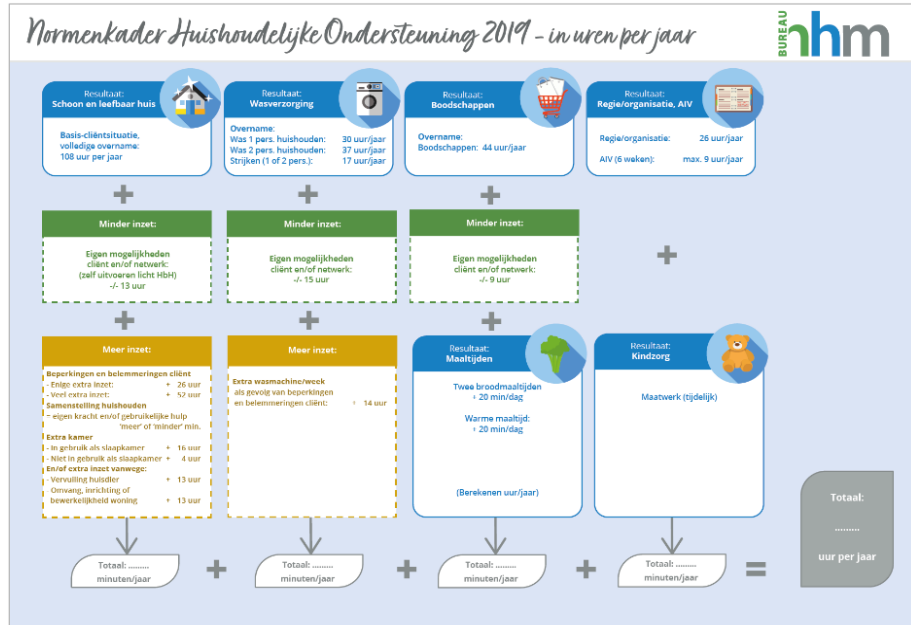 Normenkader Huishoudelijke Ondersteuning 2019 - in uren per jaar
BUREAU
nhm
Resultaat:
Schoon en leefbaar huis
Basis-cliëntsituatie,
volledige overname:
108 uur per jaar
Resultaat:
Wasverzorging
Overname:
Was 1 pers. huishouden: 30 uur/jaar
Was 2 pers. huishouden: 37 uur/jaar
Strijken (1 of 2 pers.): 17 uur/jaar
Resultaat:
Boodschappen
Overname:
Boodschappen: 44 uur/jaar
Resultaat:
Regie/organisatie, AIV
Regie/organisatie: 26 uur/jaar
AIV (6 weken): max. 9 uur/jaar
+
+
+
Minder inzet:
Eigen mogelijkheden
cliënt en/of netwerk:
(zelf uitvoeren licht HbH)
-/- 13 uur
Minder inzet:
Eigen mogelijkheden
cliënt en/of netwerk:
-/- 15 uur
Minder inzet:
Eigen mogelijkheden
cliënt en/of netwerk:
-/- 9 uur
+
+
+
+
Meer inzet:
Beperkingen en belemmeringen cliënt
- Enige extra inzet: + 26 uur
- Veel extra inzet: + 52 uur
Samenstelling huishouden
= eigen kracht en/of gebruikelijke hulp
'meer' of 'minder' min.
Extra kamer
- In gebruik als slaapkamer + 16 uur
- Niet in gebruik als slaapkamer + 4 uur
En/of extra inzet vanwege:
- Vervuiling huisdier + 13 uur
Omvang, inrichting of
bewerkelijkheid woning + 13 uur
Meer inzet:
Extra wasmachine/week
als gevolg van beperkingen
en belemmeringen cliënt: + 14 uur
Resultaat:
Maaltijden
Twee broodmaaltijden
+ 20 min/dag
Warme maaltijd:
+ 20 min/dag
(Berekenen uur/jaar)
Resultaat:
Kindzorg
Maatwerk (tijdelijk)
Totaal: .........
minuten/jaar
+
Totaal: .........
minuten/jaar
+
Totaal: .........
minuten/jaar
+
Totaal: .........
minuten/jaar
=
Totaal:
.........
uur per jaar